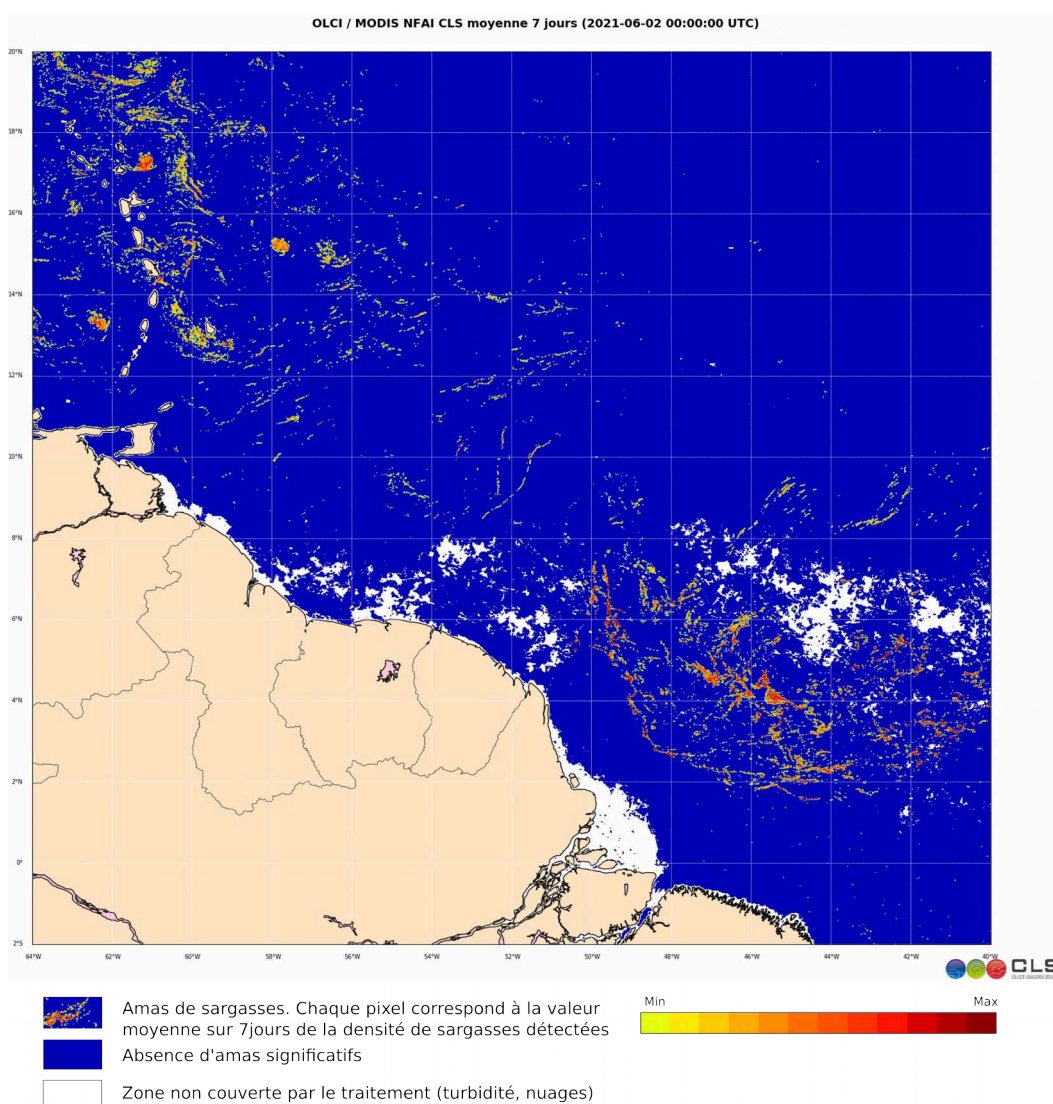 OLCI / MODIS NFAI CLS moyenne 7 jours (2021-06-02 00:00:00 UTC)
20°N
18°N
16°N
14°N
12°N
10°N
8°N
6°N
4°N
2°N
0°
2°S
64°W 62°W 60°W 58°W 56°W 54°W 52°W 50°W 48°W 46°W 44°W 42°W 40°W
CLS
Amas de sargasses. Chaque pixel correspond à la valeur
moyenne sur 7jours de la densité de sargasses détectées
Min Max
Absence d'amas significatifs
Zone non couverte par le traitement (turbidité, nuages)